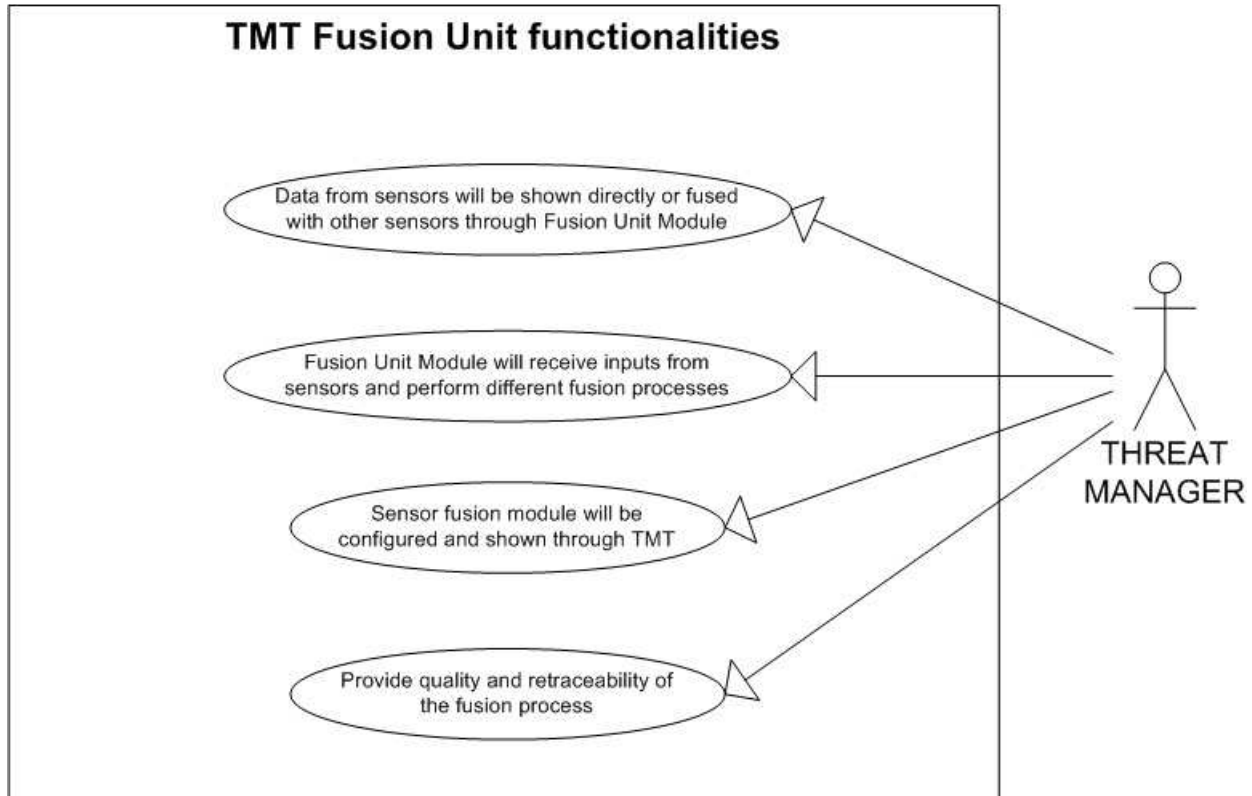 TMT Fusion Unit functionalities
Data from sensors will be shown directly or fused
with other sensors through Fusion Unit Module
Fusion Unit Module will receive inputs from
sensors and perform different fusion processes
Sensor fusion module will be
configured and shown through TMT
Provide quality and retraceability of
the fusion process
THREAT
MANAGER